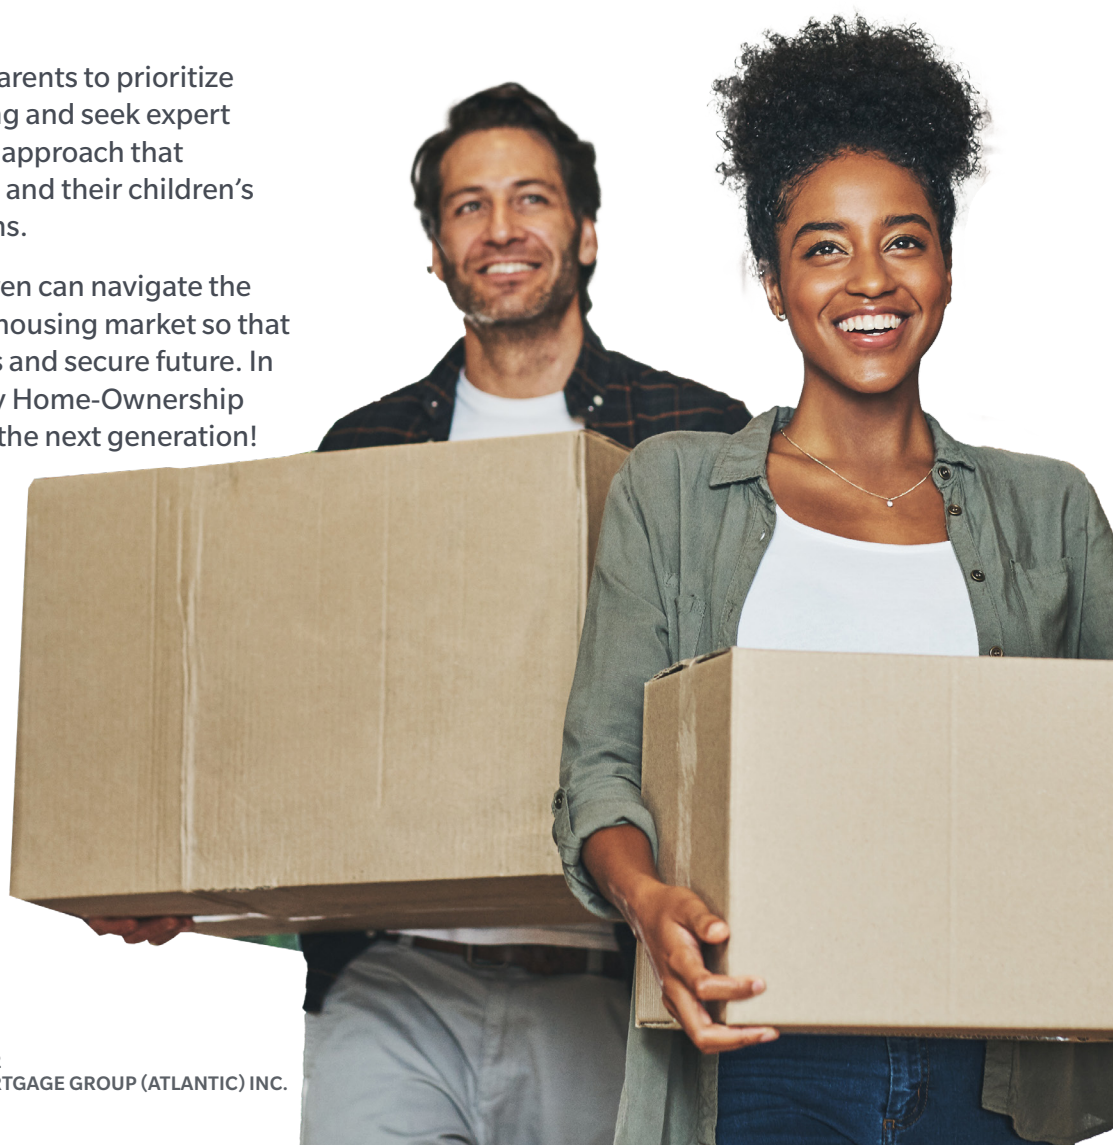 arents to prioritize
g and seek expert
approach that
and their children's
ns.
en can navigate the
housing market so that
s and secure future. In
y Home-Ownership
the next generation!
TGAGE GROUP (ATLANTIC) INC.